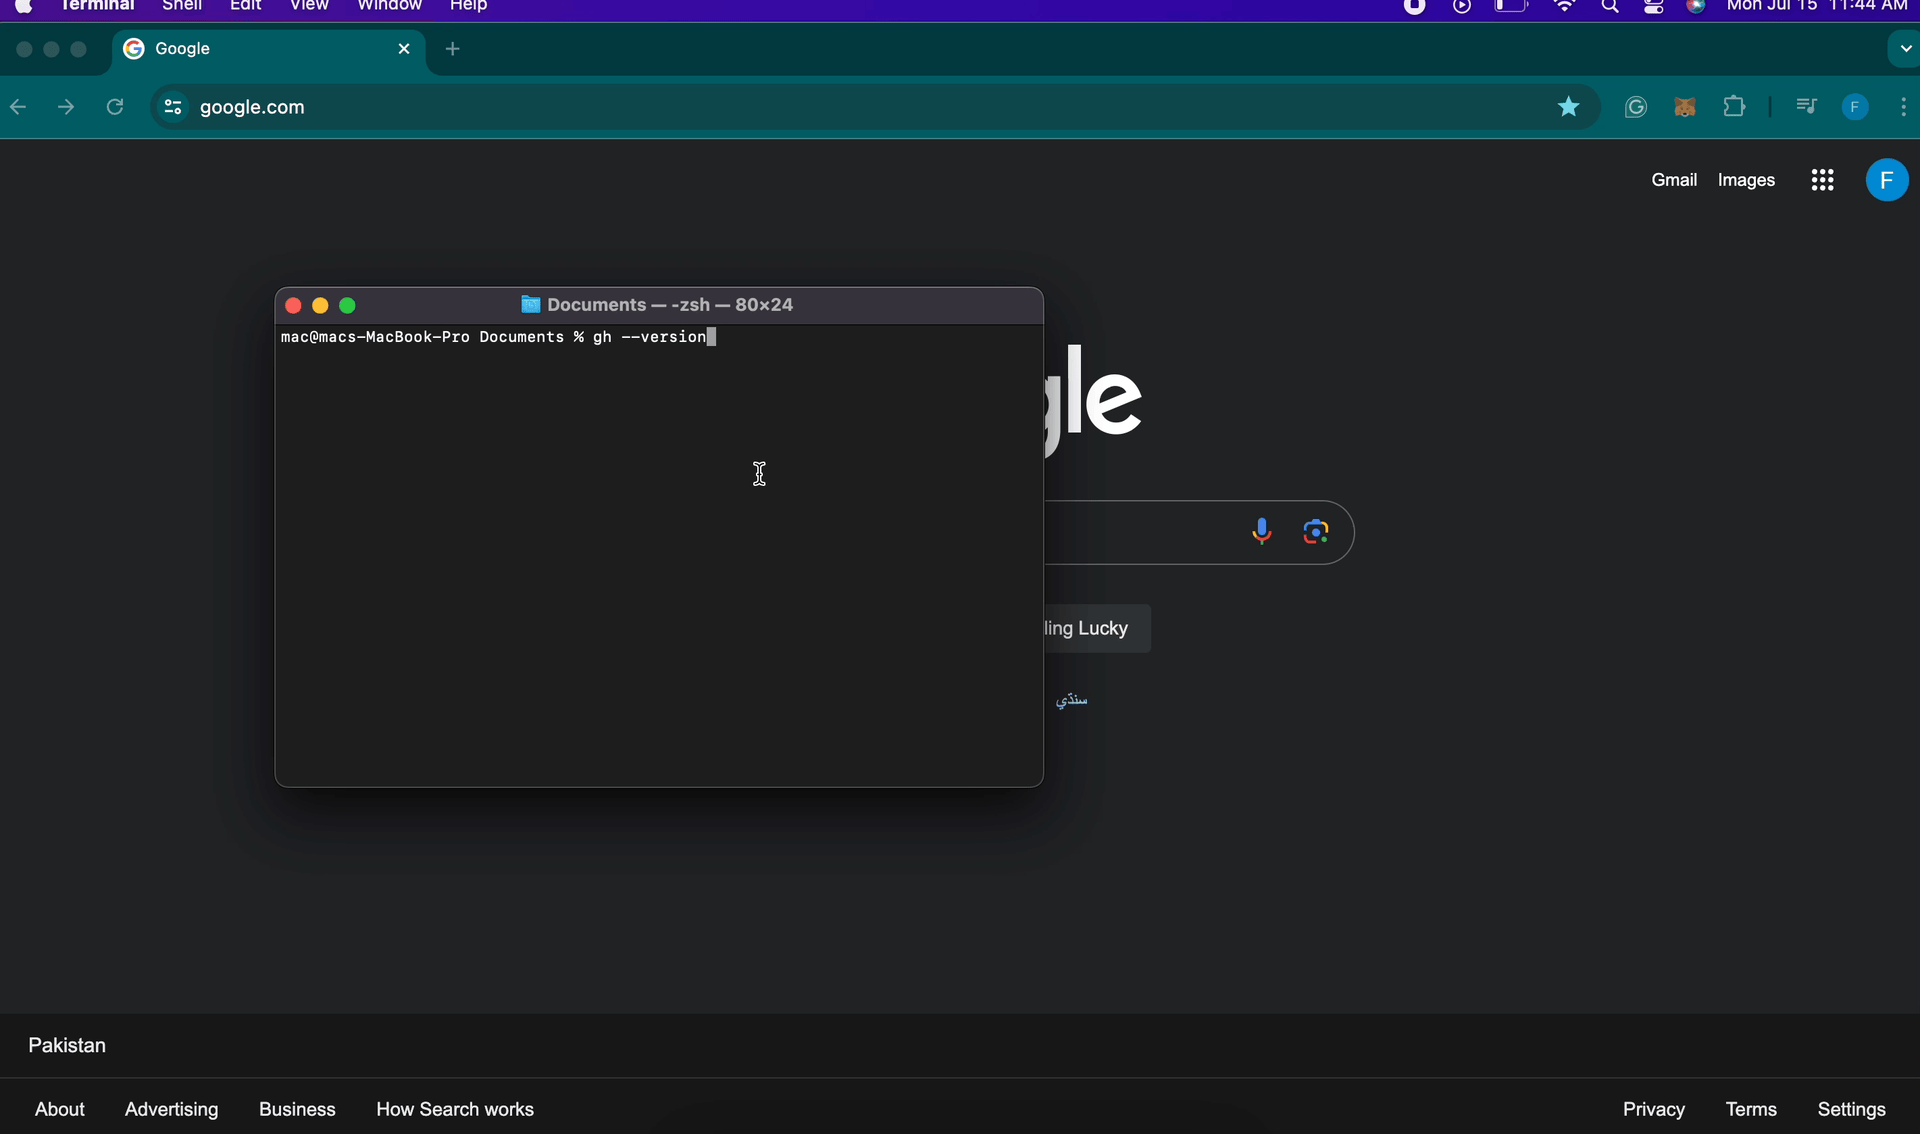 Terminal Shell Edit View Window Help Mon Jul 15 11:44 AM
Google
google.com
F
Gmail Images
F
Documents — -zsh — 80×24
mac@macs-MacBook-Pro Documents % gh --version
gle
ling Lucky
سنڌي
Pakistan
About Advertising Business How Search works Privacy Terms Settings